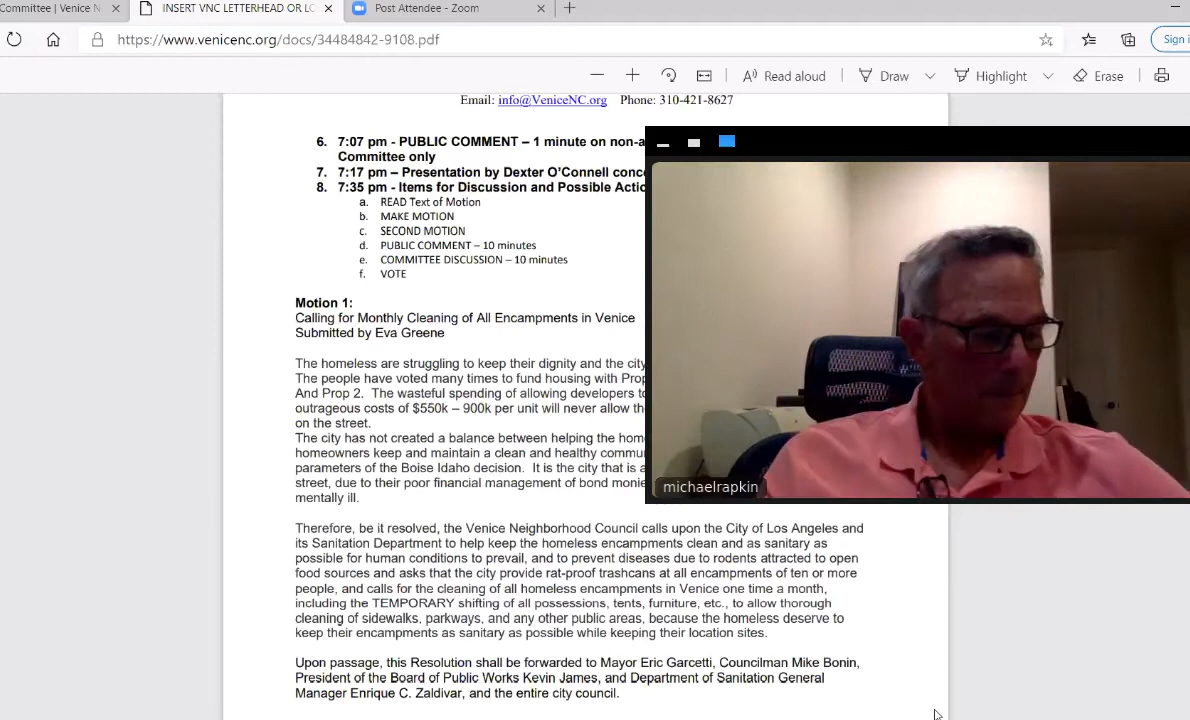 Committee | Venice N
INSERT VNC LETTERHEAD OR LC
Post Attendee - Zoom
https://www.venicenc.org/docs/34484842-9108.pdf
Sign i
Read aloud
Draw
Highlight
Erase
Email: info@VeniceNC.org Phone: 310-421-8627
6. 7:07 pm - PUBLIC COMMENT – 1 minute on non-a
Committee only
7. 7:17 pm – Presentation by Dexter O'Connell conc
8. 7:35 pm - Items for Discussion and Possible Actio
a. READ Text of Motion
b. MAKE MOTION
c. SECOND MOTION
d. PUBLIC COMMENT – 10 minutes
e. COMMITTEE DISCUSSION – 10 minutes
f. VOTE
Motion 1:
Calling for Monthly Cleaning of All Encampments in Venice
Submitted by Eva Greene
The homeless are struggling to keep their dignity and the city
The people have voted many times to fund housing with Prop
And Prop 2. The wasteful spending of allowing developers to
outrageous costs of $550k – 900k per unit will never allow the
on the street.
The city has not created a balance between helping the hom
homeowners keep and maintain a clean and healthy commu
parameters of the Boise Idaho decision. It is the city that is a
street, due to their poor financial management of bond monie
mentally ill.
Therefore, be it resolved, the Venice Neighborhood Council calls upon the City of Los Angeles and
its Sanitation Department to help keep the homeless encampments clean and as sanitary as
possible for human conditions to prevail, and to prevent diseases due to rodents attracted to open
food sources and asks that the city provide rat-proof trashcans at all encampments of ten or more
people, and calls for the cleaning of all homeless encampments in Venice one time a month,
including the TEMPORARY shifting of all possessions, tents, furniture, etc., to allow thorough
cleaning of sidewalks, parkways, and any other public areas, because the homeless deserve to
keep their encampments as sanitary as possible while keeping their location sites.
Upon passage, this Resolution shall be forwarded to Mayor Eric Garcetti, Councilman Mike Bonin,
President of the Board of Public Works Kevin James, and Department of Sanitation General
Manager Enrique C. Zaldivar, and the entire city council.
michaelrapkin